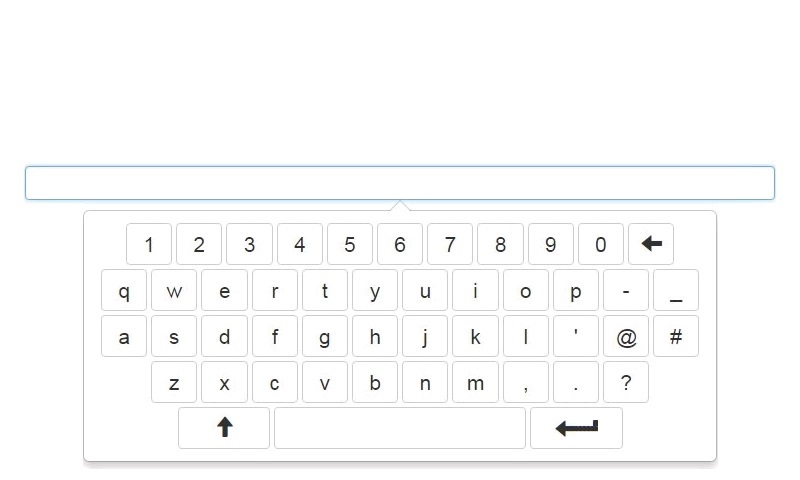 1 2 3 4 5 6 7 8 9 0
q w e r t y u i o p - _
a s d f g h j k l ' @ #
z x c v b n m , . ?